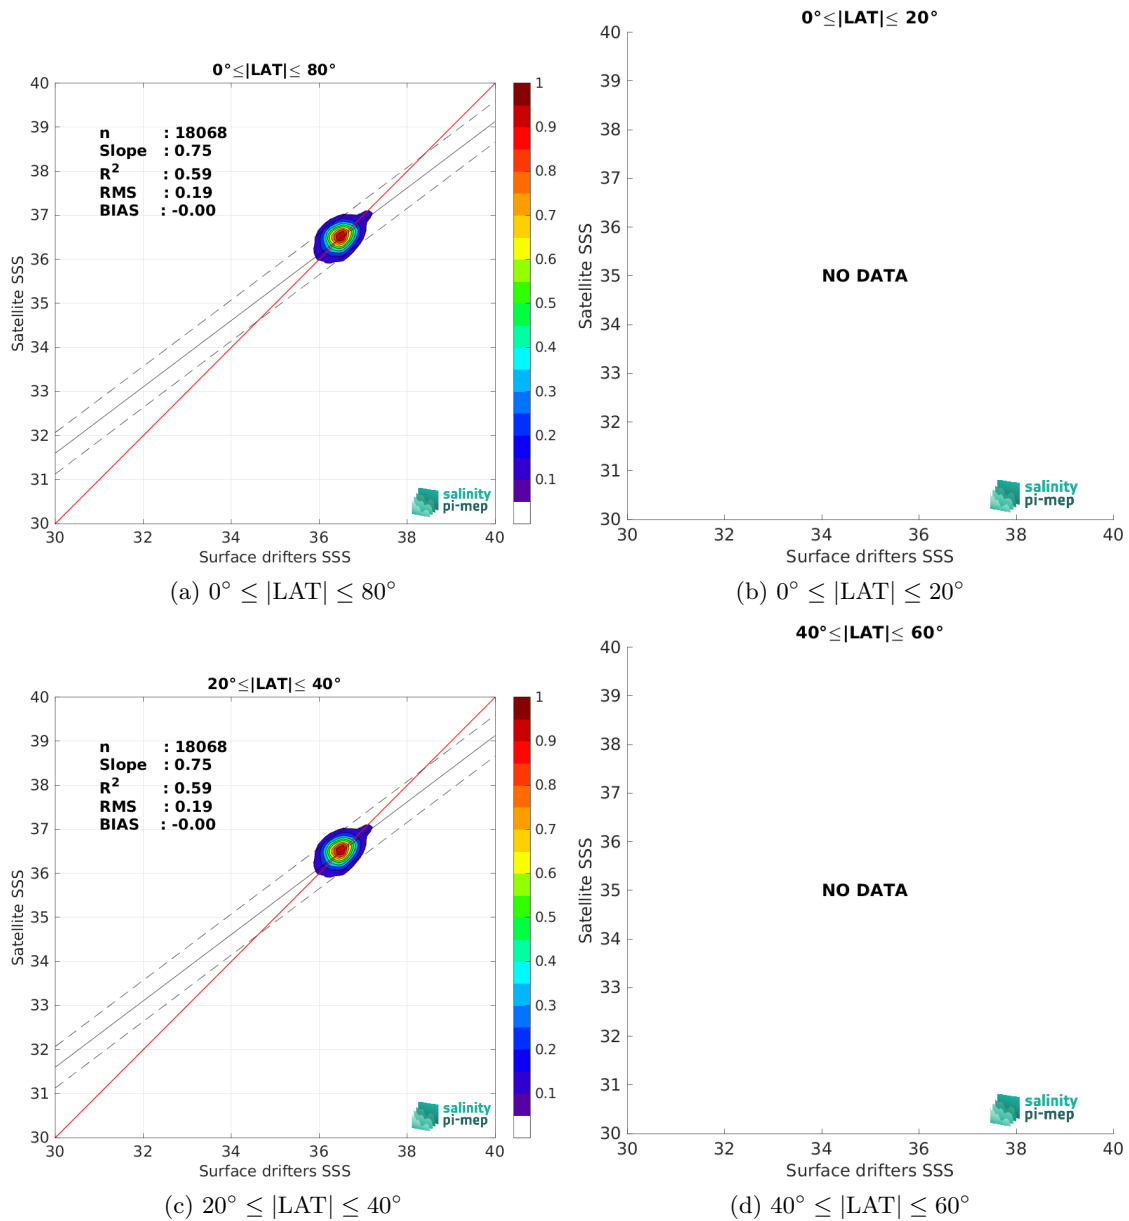 0°≤|LAT|≤ 80°
40
39
38
37
36
35
34
33
32
31
30
Satellite SSS
n : 18068
Slope : 0.75
R² : 0.59
RMS : 0.19
BIAS : -0.00
salinity
pi-mep
30 32 34 36 38 40
Surface drifters SSS
1
0.9
0.8
0.7
0.6
0.5
0.4
0.3
0.2
0.1
(a) 0° ≤ |LAT| ≤ 80°
0°≤|LAT|≤ 20°
40
39
38
37
36
35
34
33
32
31
30
Satellite SSS
NO DATA
salinity
pi-mep
30 32 34 36 38 40
Surface drifters SSS
(b) 0° ≤ |LAT| ≤ 20°
20°≤|LAT|≤ 40°
40
39
38
37
36
35
34
33
32
31
30
Satellite SSS
n : 18068
Slope : 0.75
R² : 0.59
RMS : 0.19
BIAS : -0.00
salinity
pi-mep
30 32 34 36 38 40
Surface drifters SSS
1
0.9
0.8
0.7
0.6
0.5
0.4
0.3
0.2
0.1
(c) 20° ≤ |LAT| ≤ 40°
40°≤|LAT|≤ 60°
40
39
38
37
36
35
34
33
32
31
30
Satellite SSS
NO DATA
salinity
pi-mep
30 32 34 36 38 40
Surface drifters SSS
(d) 40° ≤ |LAT| ≤ 60°